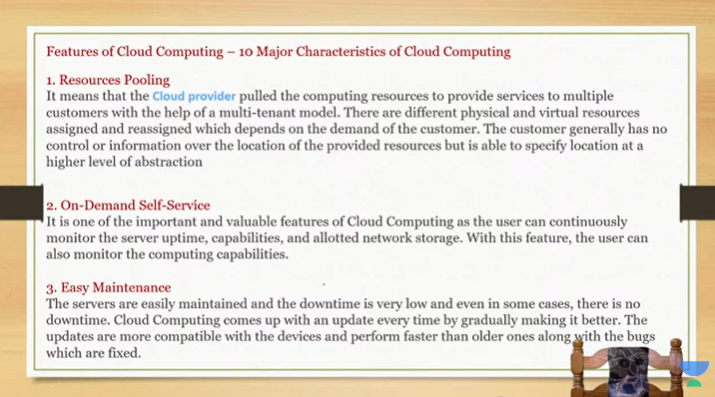 Features of Cloud Computing – 10 Major Characteristics of Cloud Computing
1. Resources Pooling
It means that the Cloud provider pulled the computing resources to provide services to multiple
customers with the help of a multi-tenant model. There are different physical and virtual resources
assigned and reassigned which depends on the demand of the customer. The customer generally has no
control or information over the location of the provided resources but is able to specify location at a
higher level of abstraction
2. On-Demand Self-Service
It is one of the important and valuable features of Cloud Computing as the user can continuously
monitor the server uptime, capabilities, and allotted network storage. With this feature, the user can
also monitor the computing capabilities.
3. Easy Maintenance
The servers are easily maintained and the downtime is very low and even in some cases, there is no
downtime. Cloud Computing comes up with an update every time by gradually making it better. The
updates are more compatible with the devices and perform faster than older ones along with the bugs
which are fixed.